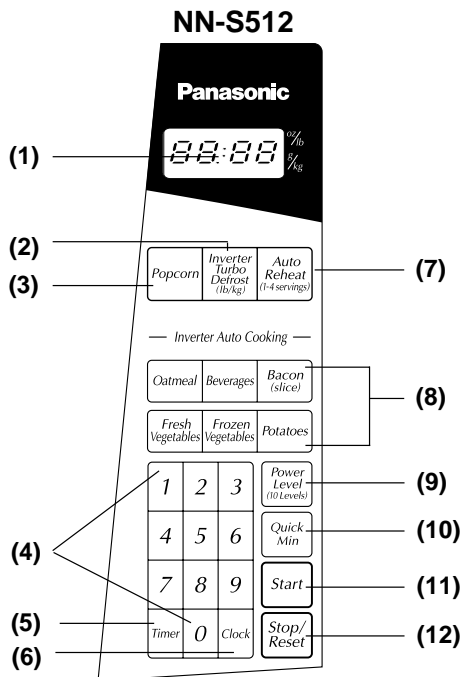 NN-S512
Panasonic
88:88
oz/lb
g/kg
(1)
(2)
(3)
Popcorn
Inverter
Turbo
Defrost
(lb/kg)
Auto
Reheat
(1-4 servings)
(7)
Inverter Auto Cooking
Oatmeal
Beverages
Bacon
(slice)
Fresh
Vegetables
Frozen
Vegetables
Potatoes
(8)
1 2 3
4 5 6
7 8 9
Timer 0 Clock
(4)
(5)
(6)
Power
Level
(10 Levels)
(9)
Quick
Min
(10)
Start
(11)
Stop/
Reset
(12)